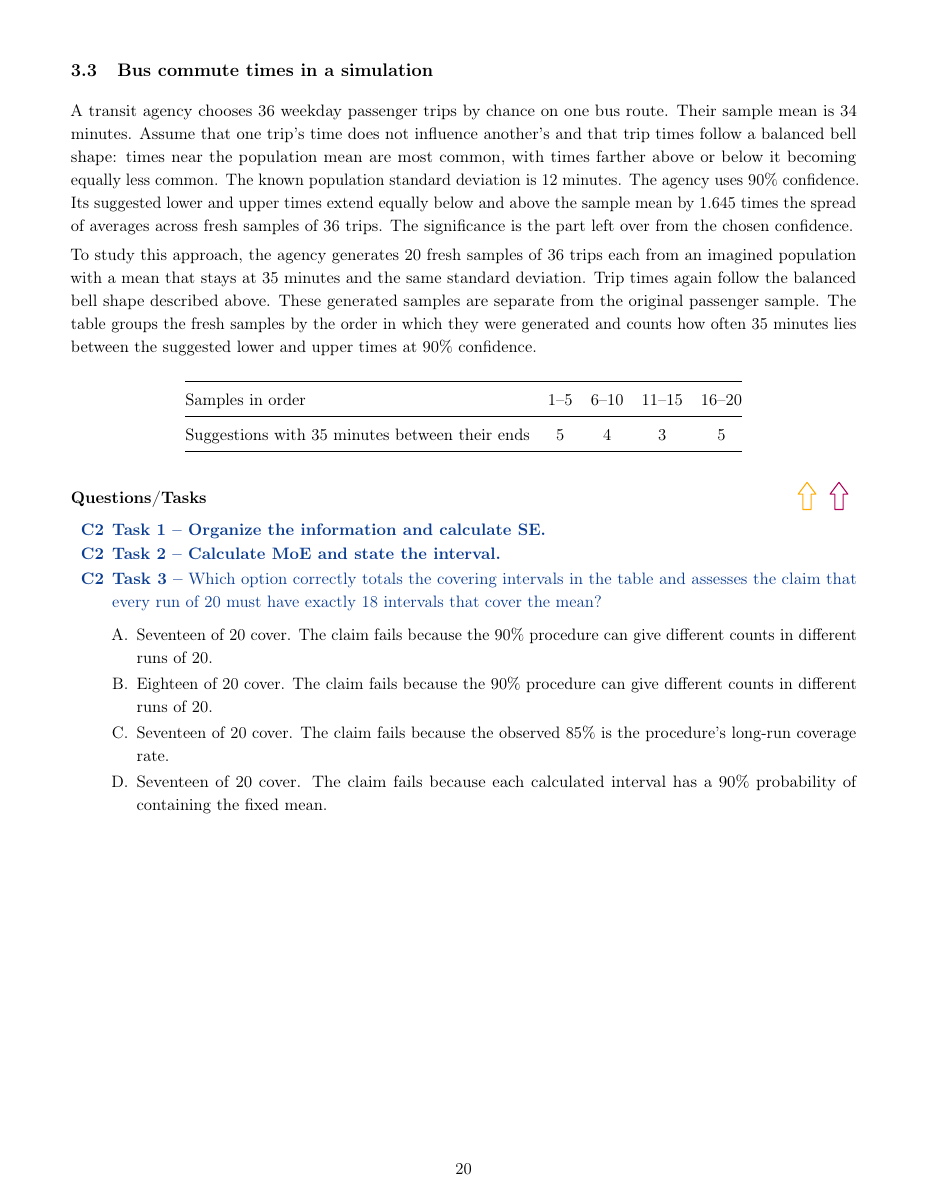 3.3 Bus commute times in a simulation
A transit agency chooses 36 weekday passenger trips by chance on one bus route. Their sample mean is 34
minutes. Assume that one trip's time does not influence another's and that trip times follow a balanced bell
shape: times near the population mean are most common, with times farther above or below it becoming
equally less common. The known population standard deviation is 12 minutes. The agency uses 90% confidence.
Its suggested lower and upper times extend equally below and above the sample mean by 1.645 times the spread
of averages across fresh samples of 36 trips. The significance is the part left over from the chosen confidence.
To study this approach, the agency generates 20 fresh samples of 36 trips each from an imagined population
with a mean that stays at 35 minutes and the same standard deviation. Trip times again follow the balanced
bell shape described above. These generated samples are separate from the original passenger sample. The
table groups the fresh samples by the order in which they were generated and counts how often 35 minutes lies
between the suggested lower and upper times at 90% confidence.
Samples in order 1–5 6–10 11–15 16–20
Suggestions with 35 minutes between their ends 5 4 3 5
Questions/Tasks
C2 Task 1 – Organize the information and calculate SE.
C2 Task 2 – Calculate MoE and state the interval.
C2 Task 3 – Which option correctly totals the covering intervals in the table and assesses the claim that
every run of 20 must have exactly 18 intervals that cover the mean?
A. Seventeen of 20 cover. The claim fails because the 90% procedure can give different counts in different
runs of 20.
B. Eighteen of 20 cover. The claim fails because the 90% procedure can give different counts in different
runs of 20.
C. Seventeen of 20 cover. The claim fails because the observed 85% is the procedure's long-run coverage
rate.
D. Seventeen of 20 cover. The claim fails because each calculated interval has a 90% probability of
containing the fixed mean.
20